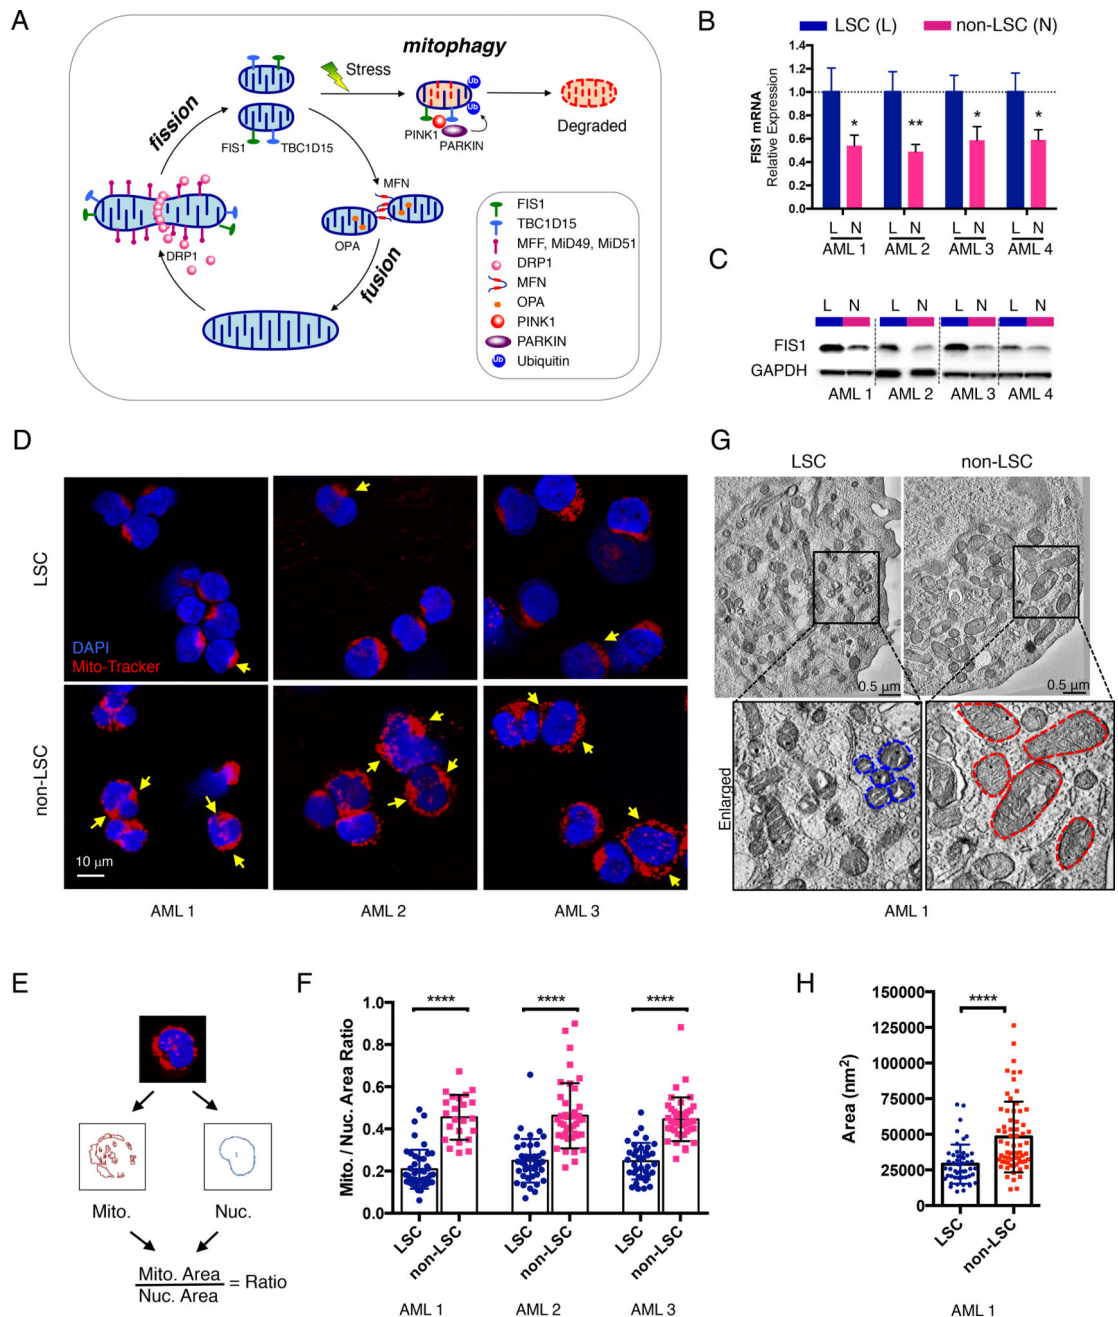 A
mitophagy
fission
Stress
Ub
Ub
PINK1
PARKIN
Degraded
FIS1
TBC1D15
MFN
OPA
DRP1
fusion
FIS1
TBC1D15
MFF, MiD49, MiD51
DRP1
MFN
OPA
PINK1
PARKIN
Ub Ubiquitin
B
LSC (L) non-LSC (N)
FIS1 mRNA
Relative Expression
1.4
1.2
1.0
0.8
0.6
0.4
0.2
0.0
* ** * *
L N L N L N L N
AML 1 AML 2 AML 3 AML 4
C
L N L N L N L N
FIS1
GAPDH
AML 1 AML 2 AML 3 AML 4
D
LSC
DAPI
Mito-Tracker
non-LSC
10 μm
AML 1 AML 2 AML 3
G
LSC non-LSC
0.5 μm 0.5 μm
Enlarged
AML 1
E
Mito. Nuc.
Mito. Area
Nuc. Area
= Ratio
F
Mito. / Nuc. Area Ratio
1.0
0.8
0.6
0.4
0.2
0.0
**** **** ****
LSC non-LSC LSC non-LSC LSC non-LSC
AML 1 AML 2 AML 3
H
Area (nm²)
150000
125000
100000
75000
50000
25000
0
****
LSC non-LSC
AML 1